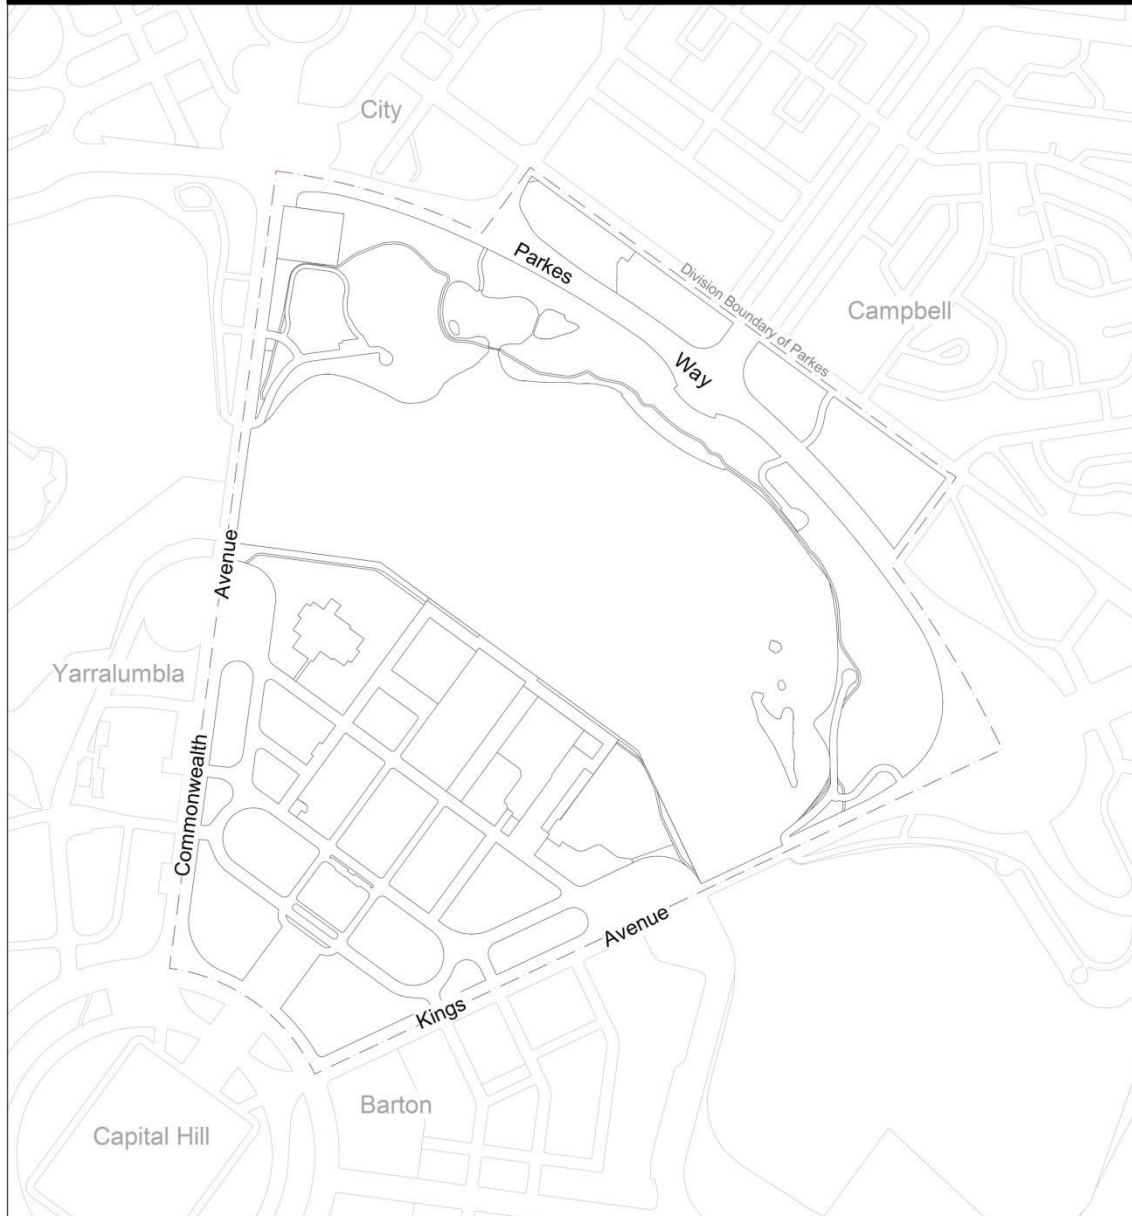 City
Parkes
Way
Division Boundary of Parkes
Campbell
Avenue
Yarralumbla
Commonwealth
Avenue
Kings
Barton
Capital Hill